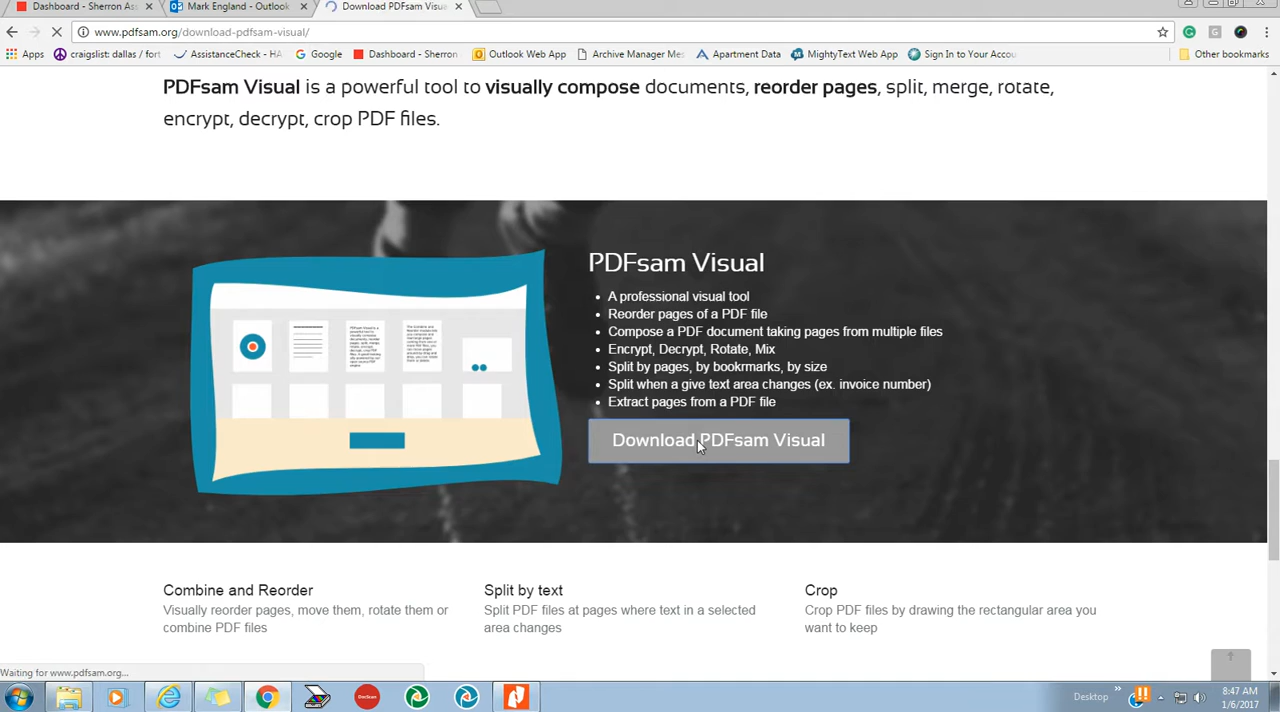 Dashboard - Sherron Ass
Mark England - Outlook
Download PDFsam Visu
www.pdfsam.org/download-pdfsam-visual/
Apps
craigslist: dallas / fort
AssistanceCheck - HA
Google
Dashboard - Sherron
Outlook Web App
Archive Manager Mes
Apartment Data
MightyText Web App
Sign In to Your Accou
Other bookmarks
PDFsam Visual is a powerful tool to visually compose documents, reorder pages, split, merge, rotate,
encrypt, decrypt, crop PDF files.
PDFsam Visual
• A professional visual tool
• Reorder pages of a PDF file
• Compose a PDF document taking pages from multiple files
• Encrypt, Decrypt, Rotate, Mix
• Split by pages, by bookrmarks, by size
• Split when a give text area changes (ex. invoice number)
• Extract pages from a PDF file
Download PDFsam Visual
Combine and Reorder
Visually reorder pages, move them, rotate them or
combine PDF files
Split by text
Split PDF files at pages where text in a selected
area changes
Crop
Crop PDF files by drawing the rectangular area you
want to keep
Waiting for www.pdfsam.org...
DocScan
Desktop
8:47 AM
1/6/2017